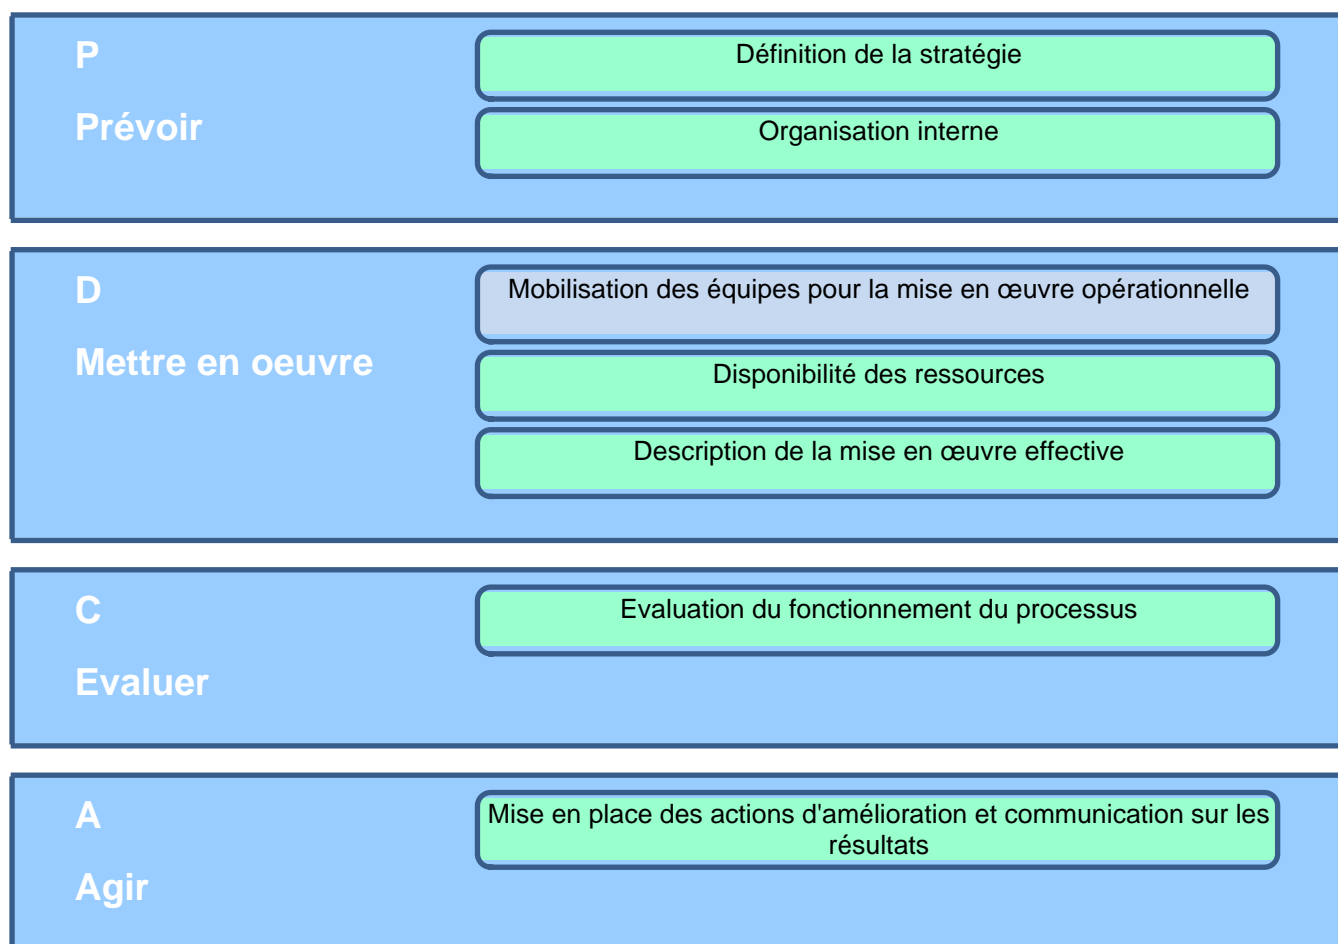 P
Prévoir
Définition de la stratégie
Organisation interne
D
Mettre en oeuvre
Mobilisation des équipes pour la mise en œuvre opérationnelle
Disponibilité des ressources
Description de la mise en œuvre effective
C
Evaluer
Evaluation du fonctionnement du processus
A
Agir
Mise en place des actions d'amélioration et communication sur les
résultats